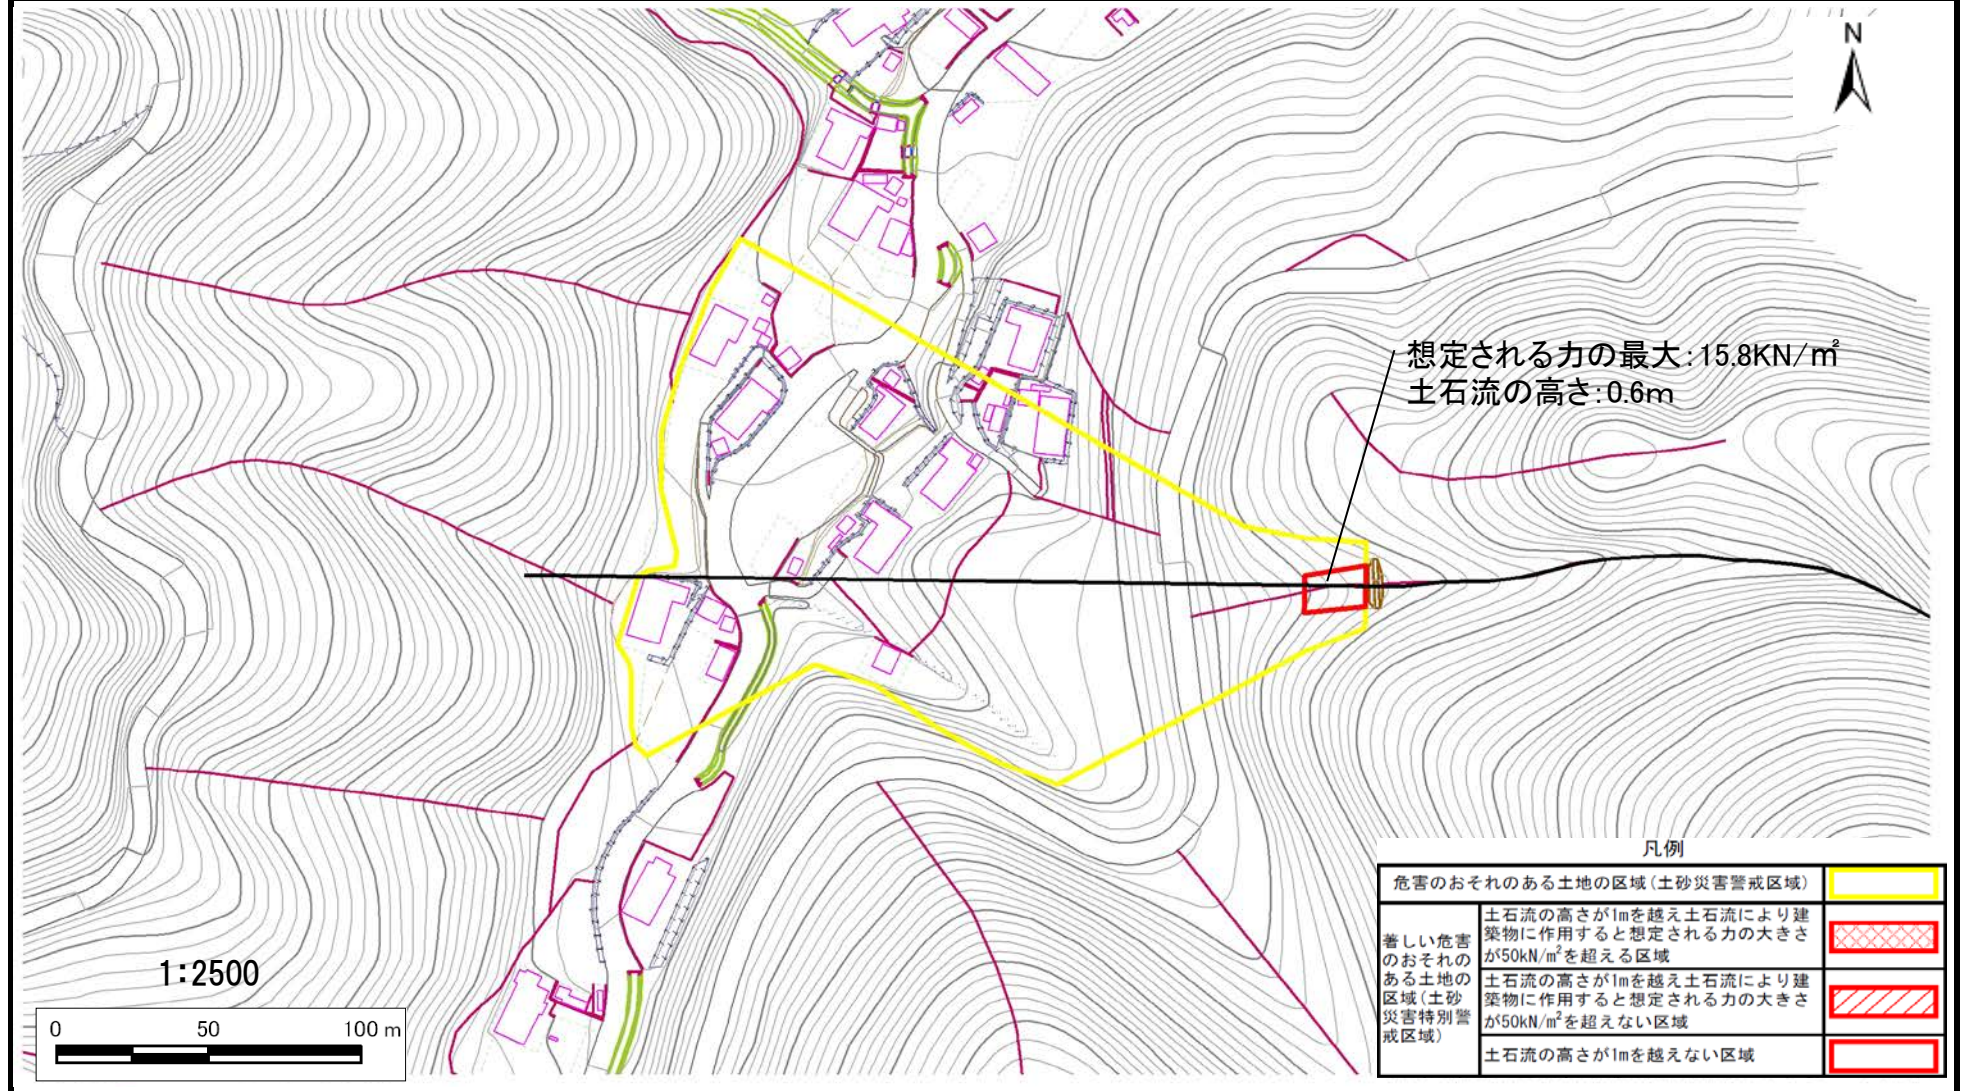 N
想定される力の最大:15.8KN/㎡
土石流の高さ:0.6m
凡例
危害のおそれのある土地の区域(土砂災害警戒区域)
著しい危害
のおそれの
ある土地の
区域(土砂
災害特別警
戒区域)
土石流の高さが1mを越え土石流により建
築物に作用すると想定される力の大きさ
が50kN/㎡を超える区域
土石流の高さが1mを越え土石流により建
築物に作用すると想定される力の大きさ
が50kN/㎡を超えない区域
土石流の高さが1mを越えない区域
1:2500
0 50 100 m